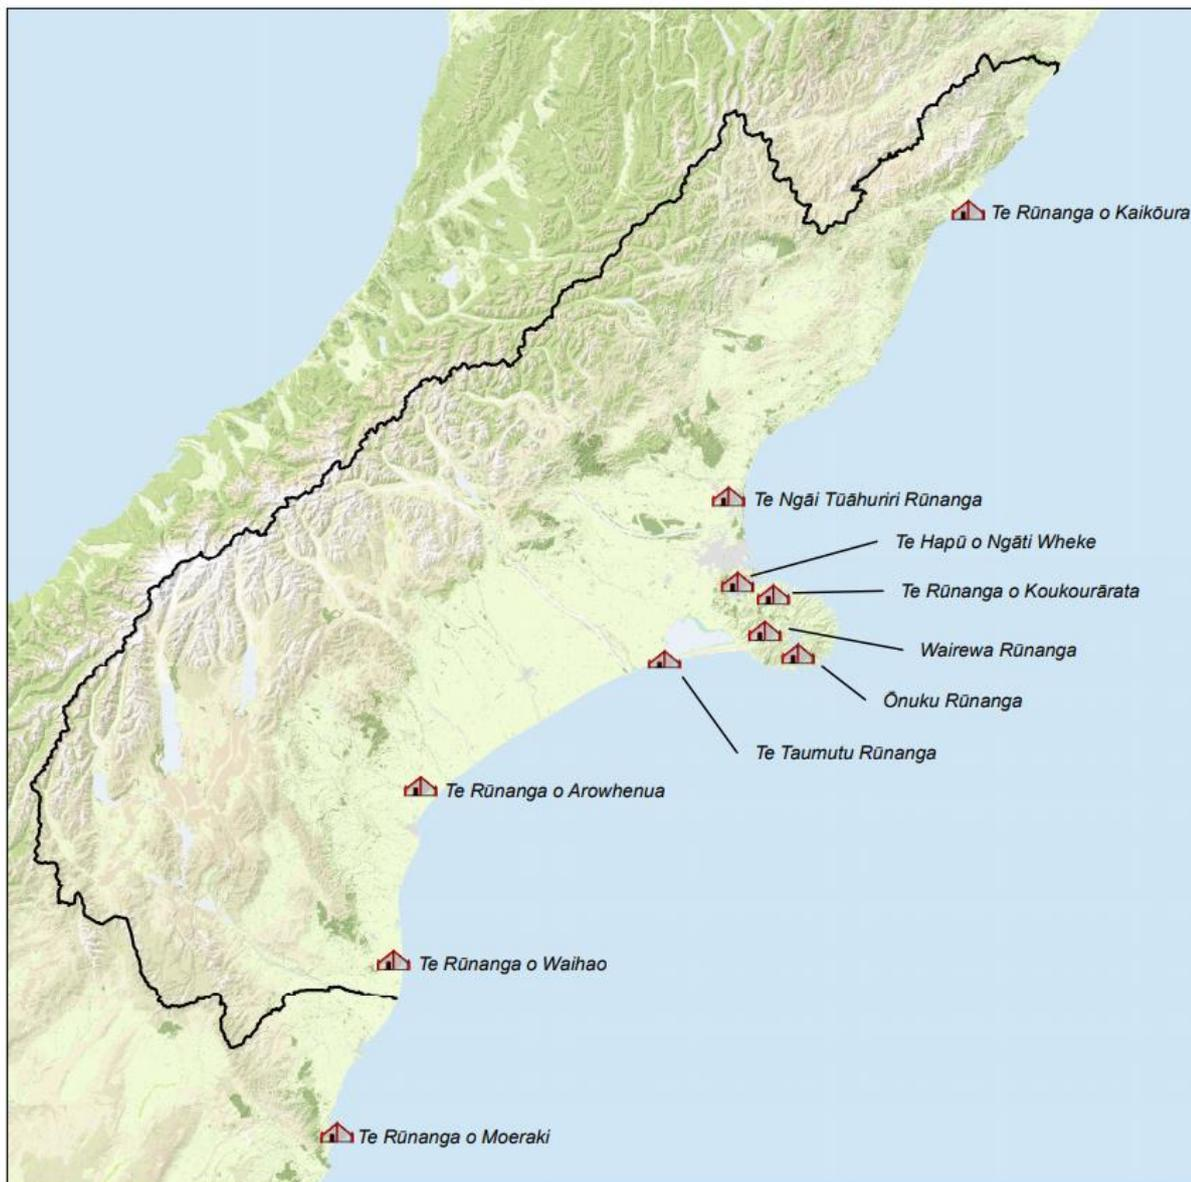 Te Rūnanga o Kaikōura
Te Ngāi Tūāhuriri Rūnanga
Te Hapū o Ngāti Wheke
Te Rūnanga o Koukourārata
Wairewa Rūnanga
Ōnuku Rūnanga
Te Taumutu Rūnanga
Te Rūnanga o Arowhenua
Te Rūnanga o Waihao
Te Rūnanga o Moeraki